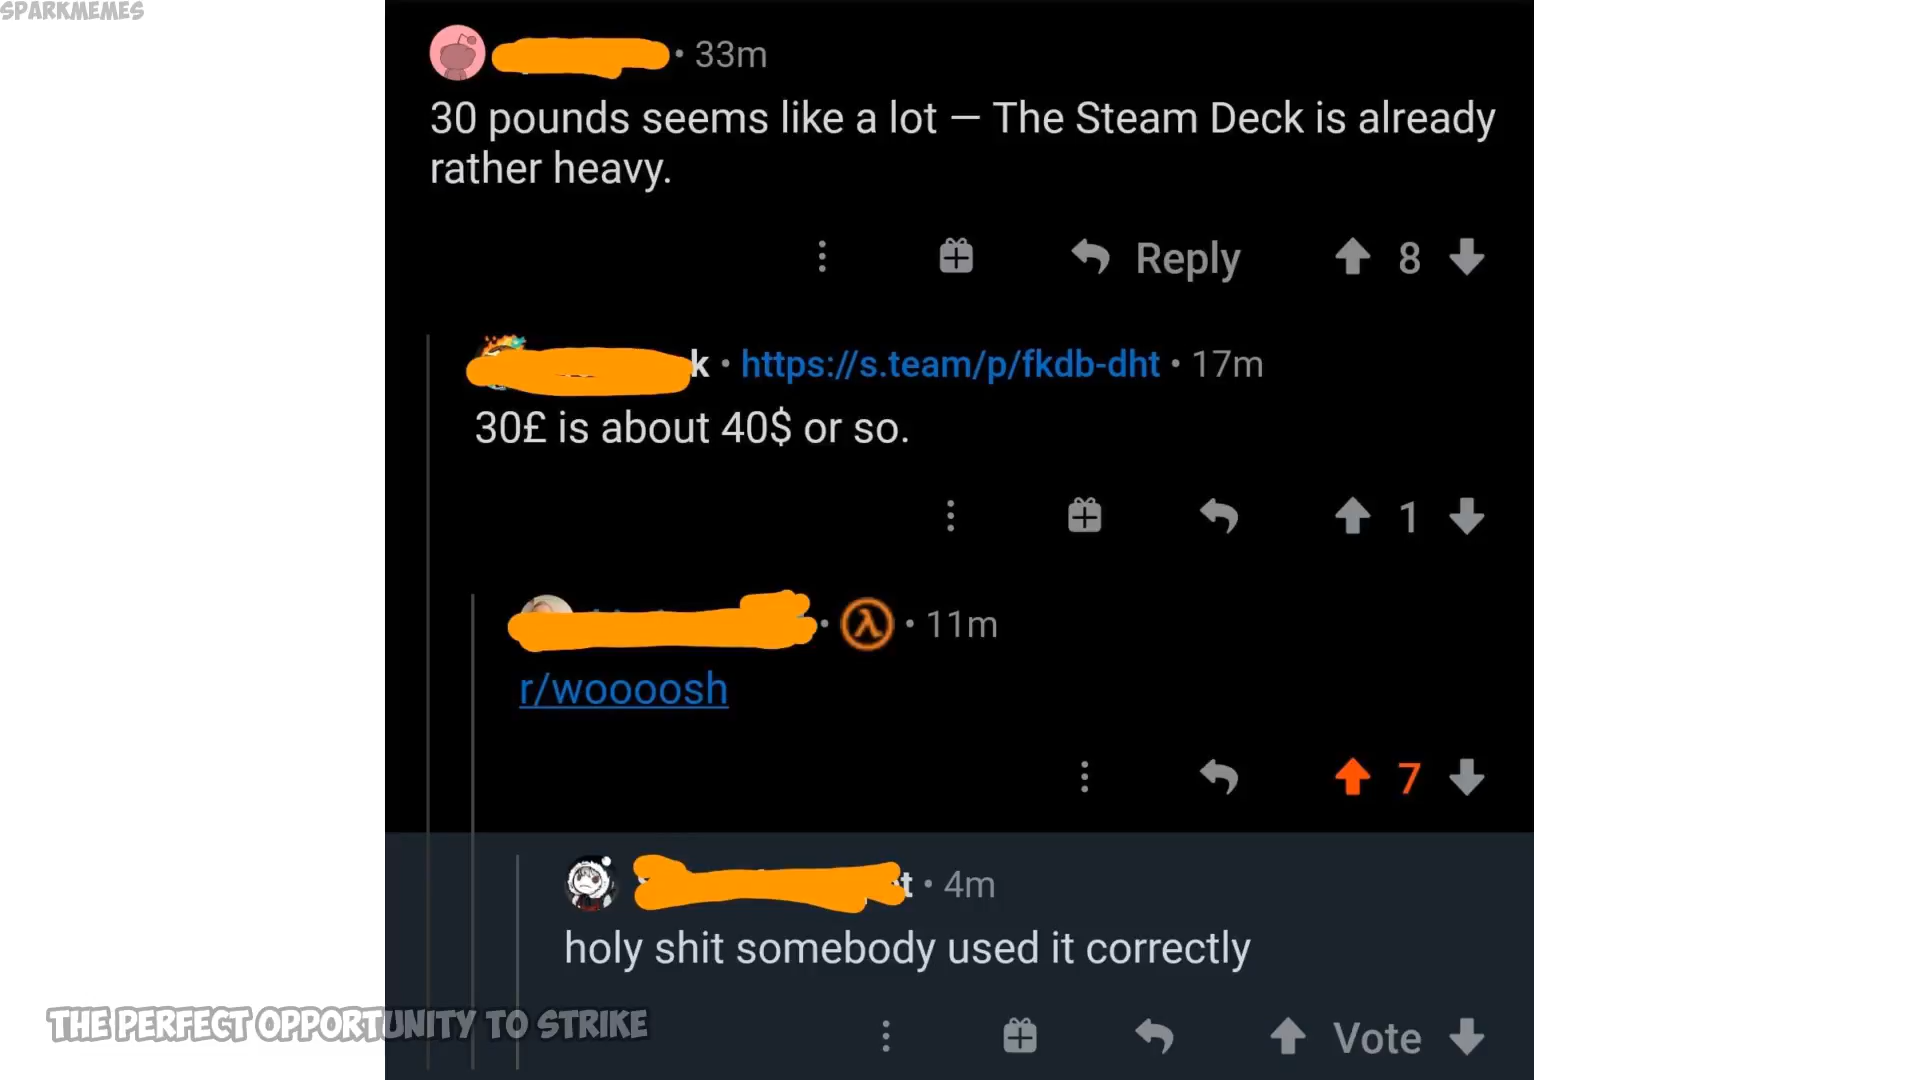 SPARKMEMES
• 33m
30 pounds seems like a lot — The Steam Deck is already
rather heavy.
Reply 8
k • https://s.team/p/fkdb-dht • 17m
30£ is about 40$ or so.
1
• λ • 11m
r/woooosh
7
t • 4m
holy shit somebody used it correctly
THE PERFECT OPPORTUNITY TO STRIKE
Vote